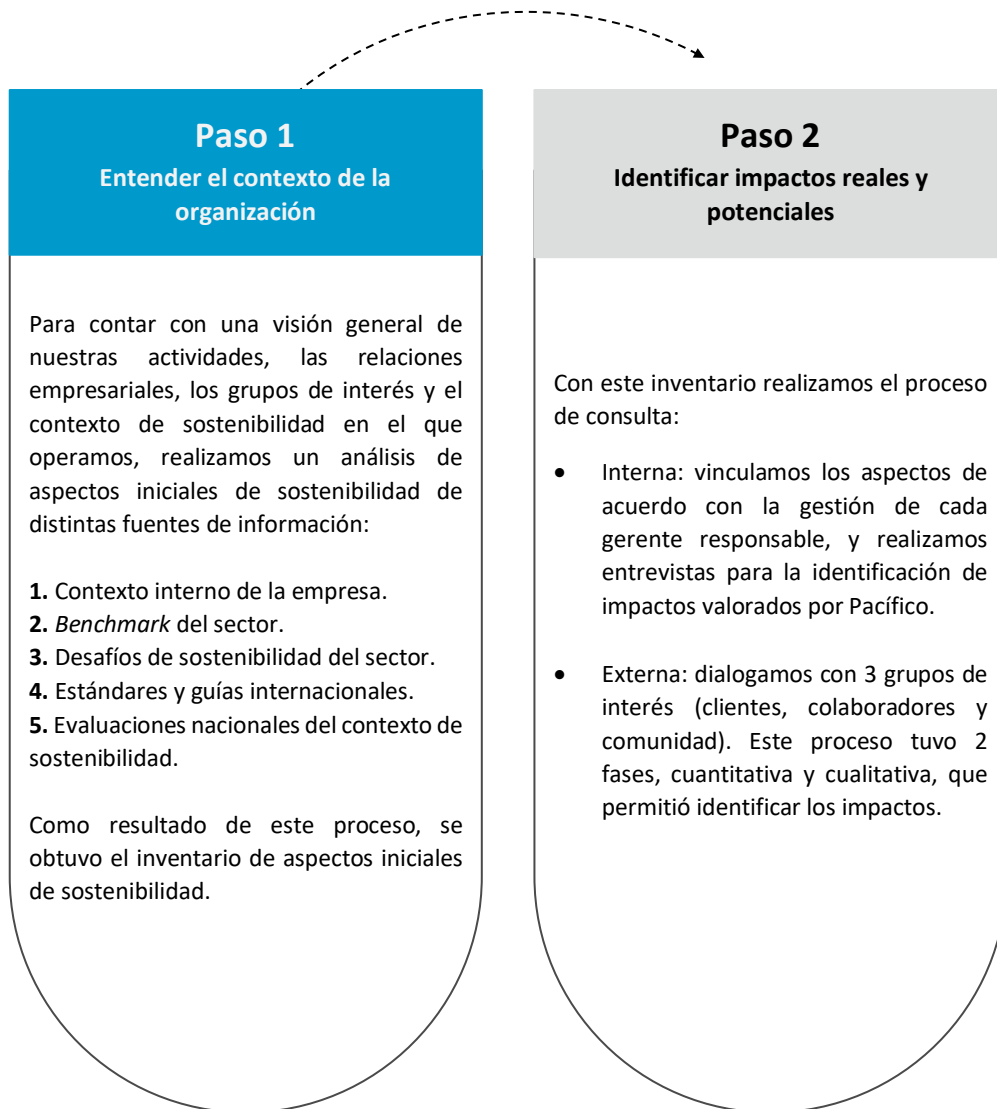 Paso 1
Entender el contexto de la
organización
Para contar con una visión general de
nuestras actividades, las relaciones
empresariales, los grupos de interés y el
contexto de sostenibilidad en el que
operamos, realizamos un análisis de
aspectos iniciales de sostenibilidad de
distintas fuentes de información:
1. Contexto interno de la empresa.
2. Benchmark del sector.
3. Desafíos de sostenibilidad del sector.
4. Estándares y guías internacionales.
5. Evaluaciones nacionales del contexto de
sostenibilidad.
Como resultado de este proceso, se
obtuvo el inventario de aspectos iniciales
de sostenibilidad.
Paso 2
Identificar impactos reales y
potenciales
Con este inventario realizamos el proceso
de consulta:
• Interna: vinculamos los aspectos de
acuerdo con la gestión de cada
gerente responsable, y realizamos
entrevistas para la identificación de
impactos valorados por Pacífico.
• Externa: dialogamos con 3 grupos de
interés (clientes, colaboradores y
comunidad). Este proceso tuvo 2
fases, cuantitativa y cualitativa, que
permitió identificar los impactos.